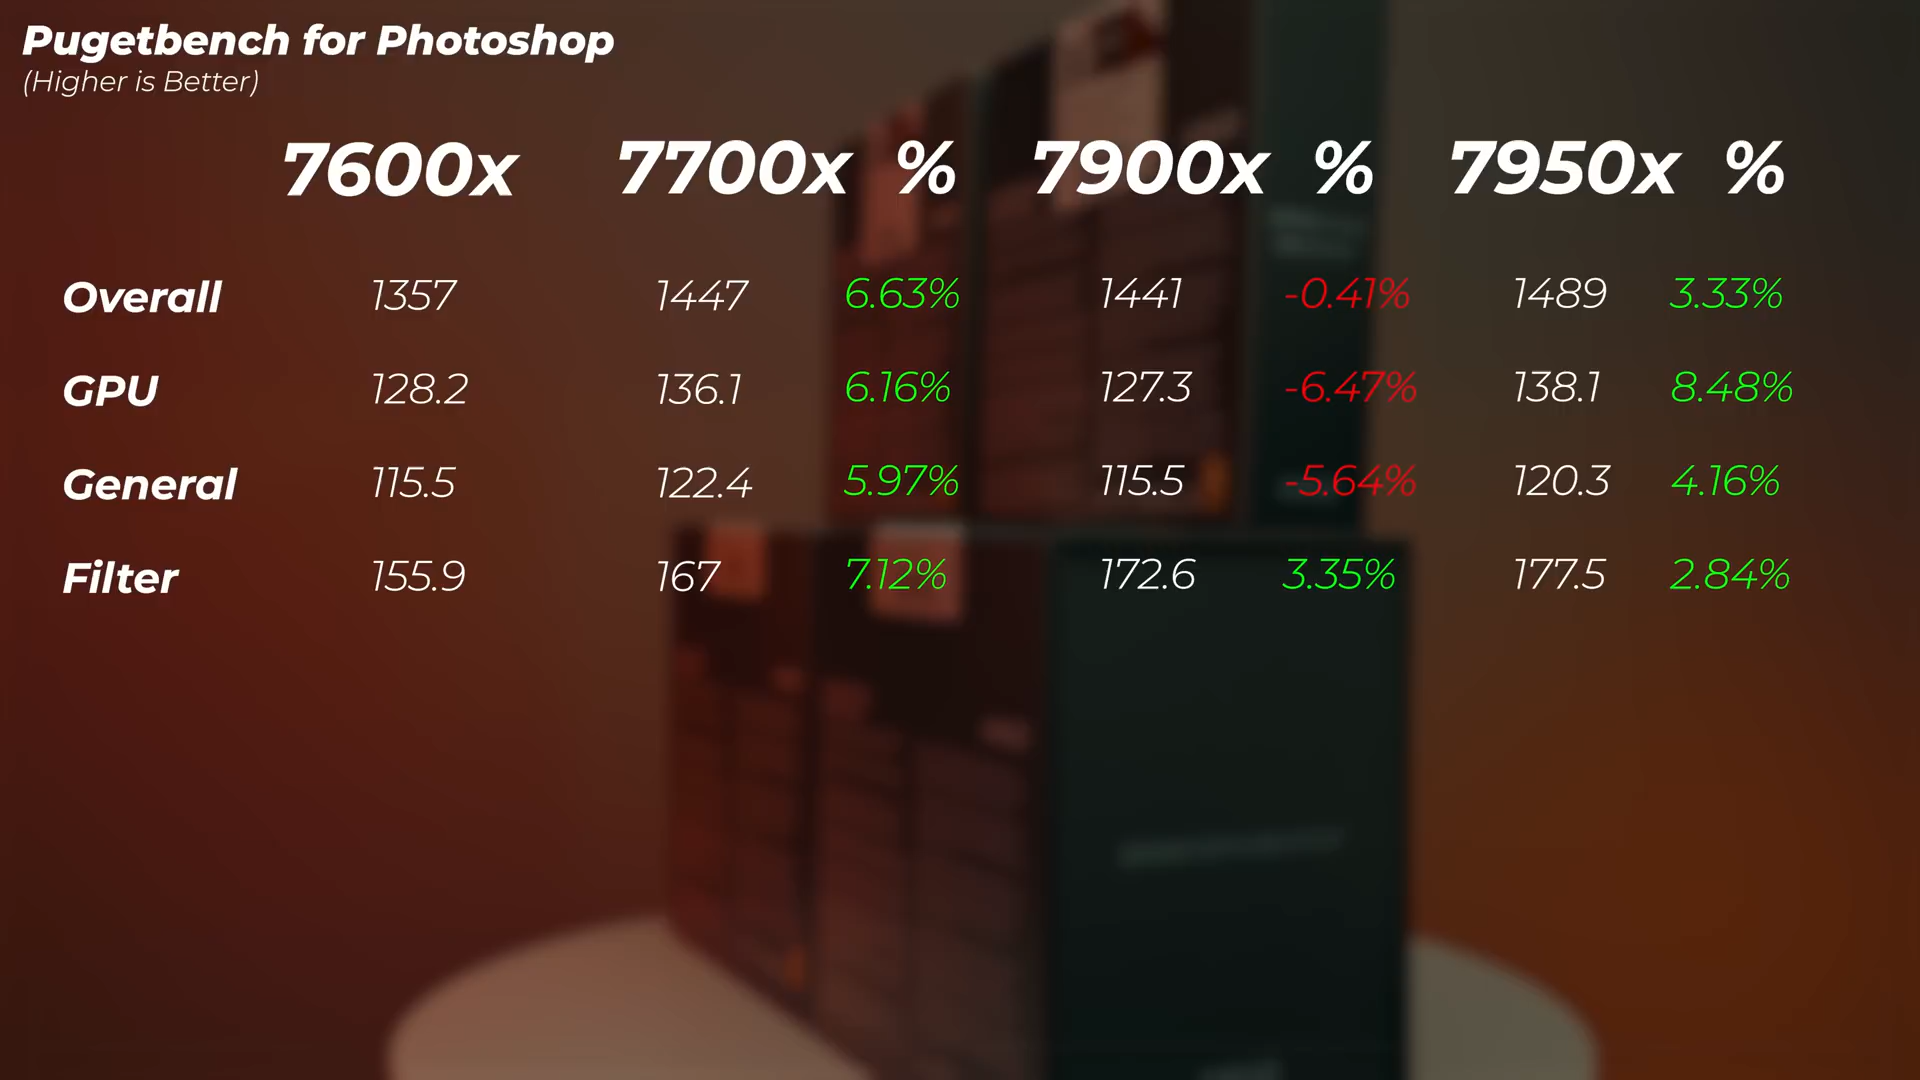 Pugetbench for Photoshop
(Higher is Better)
7600x 7700x % 7900x % 7950x %
Overall 1357 1447 6.63% 1441 -0.41% 1489 3.33%
GPU 128.2 136.1 6.16% 127.3 -6.47% 138.1 8.48%
General 115.5 122.4 5.97% 115.5 -5.64% 120.3 4.16%
Filter 155.9 167 7.12% 172.6 3.35% 177.5 2.84%